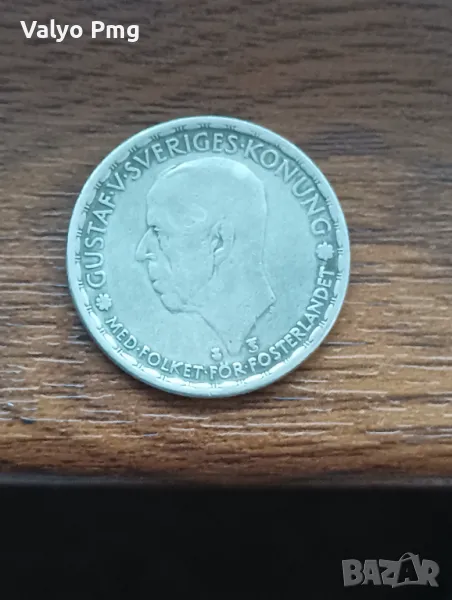 Valyo Pmg
GUSTAF·V·SVERIGES·KONUNG
MED·FOLKET·FÖR·FOSTERLANDET
BAZAR